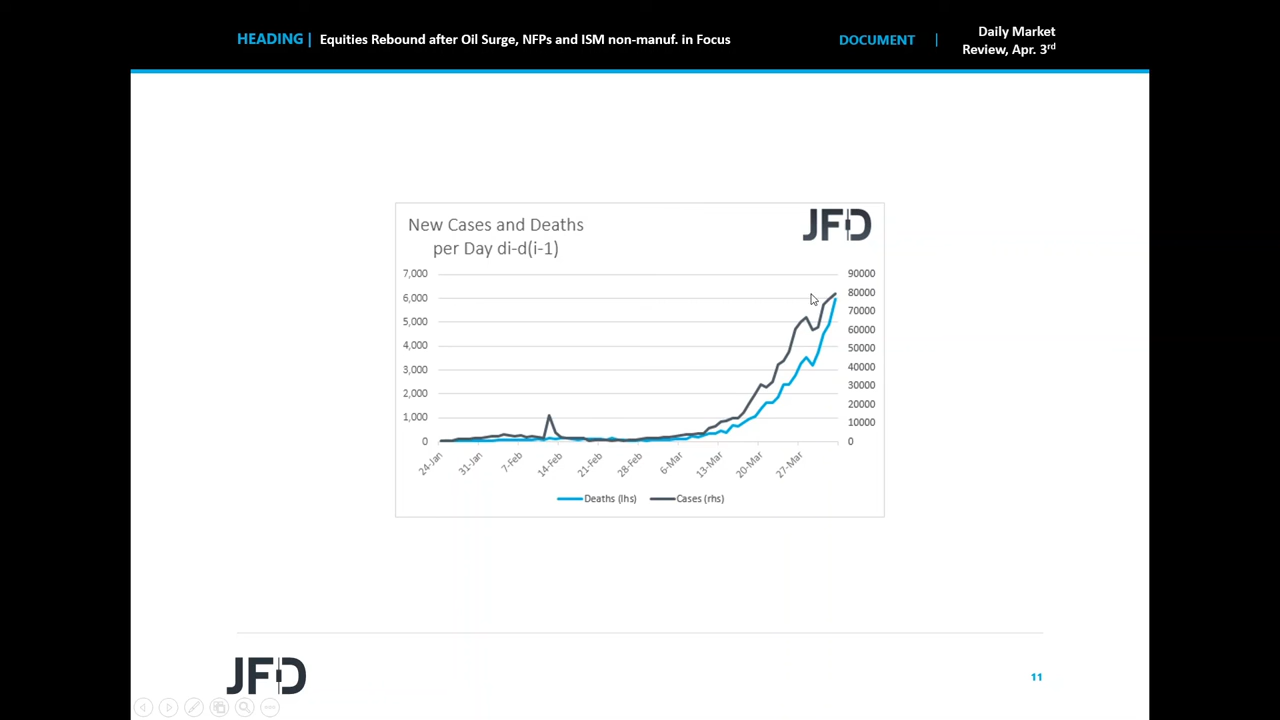 HEADING | Equities Rebound after Oil Surge, NFPs and ISM non-manuf. in Focus
DOCUMENT |
Daily Market
Review, Apr. 3rd
New Cases and Deaths
per Day di-d(i-1)
JFD
7,000
6,000
5,000
4,000
3,000
2,000
1,000
0
90000
80000
70000
60000
50000
40000
30000
20000
10000
0
24-Jan
31-Jan
7-Feb
14-Feb
21-Feb
28-Feb
6-Mar
13-Mar
20-Mar
27-Mar
Deaths (lhs)
Cases (rhs)
JFD
11